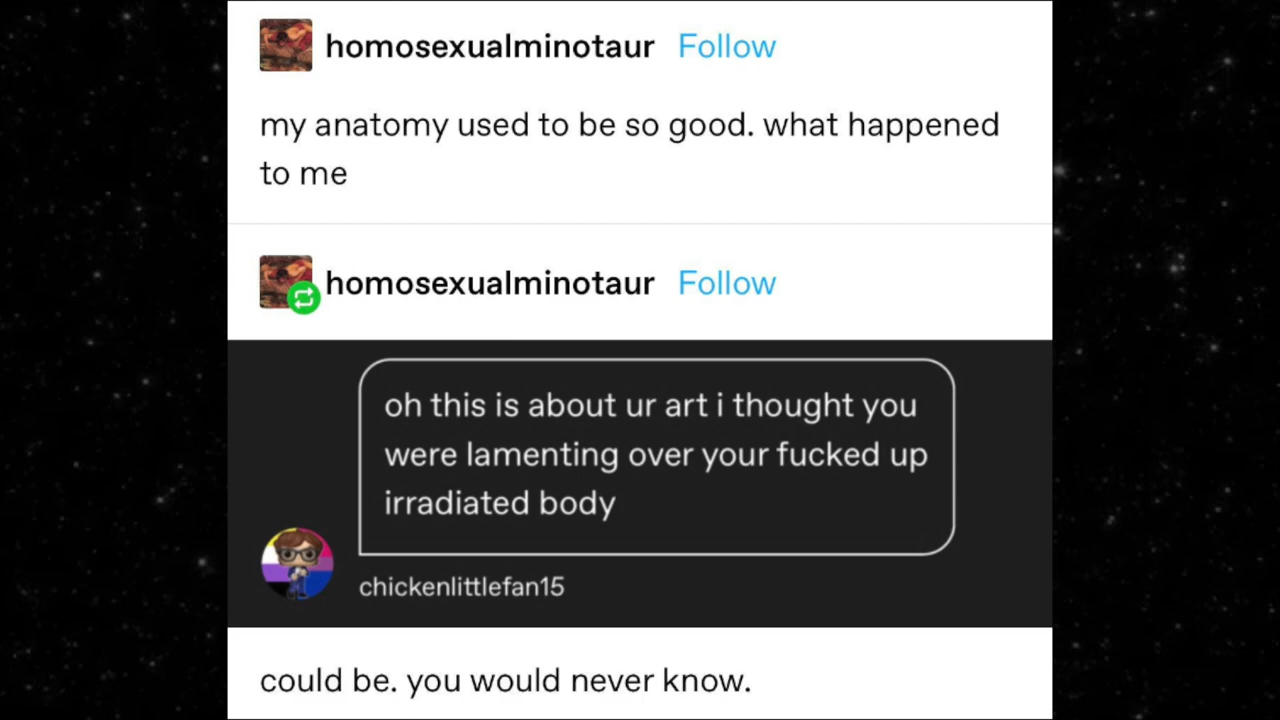 homosexualminotaur Follow
my anatomy used to be so good. what happened
to me
homosexualminotaur Follow
oh this is about ur art i thought you
were lamenting over your fucked up
irradiated body
chickenlittlefan15
could be. you would never know.